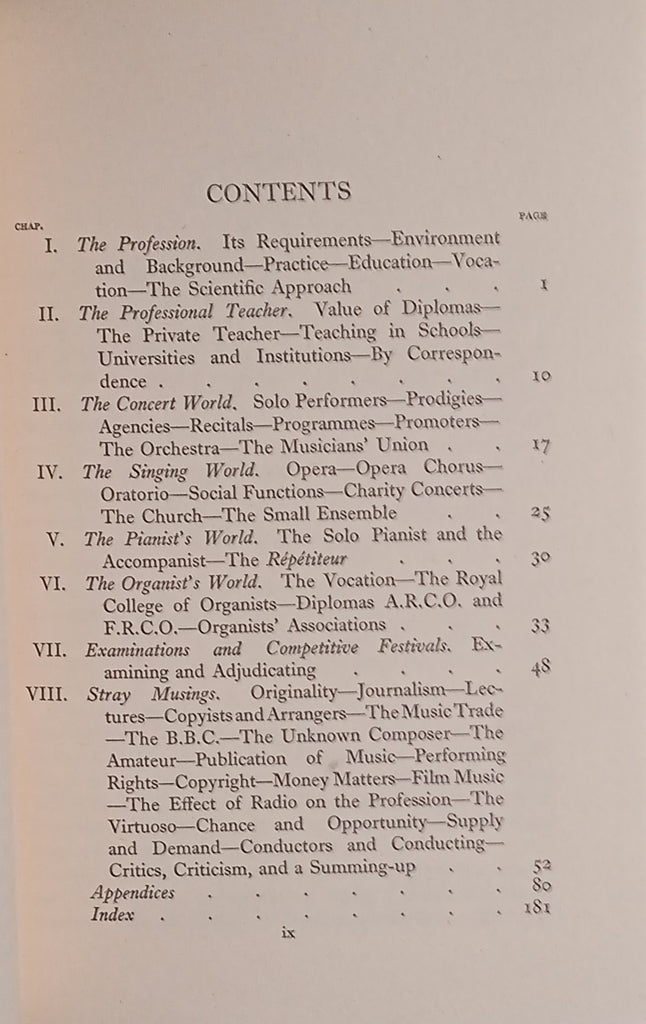 CONTENTS
CHAP. PAGE
I. The Profession. Its Requirements—Environment
and Background—Practice—Education—Voca-
tion—The Scientific Approach . . . 1
II. The Professional Teacher. Value of Diplomas—
The Private Teacher—Teaching in Schools—
Universities and Institutions—By Correspon-
dence . . . . . . . . 10
III. The Concert World. Solo Performers—Prodigies—
Agencies—Recitals—Programmes—Promoters—
The Orchestra—The Musicians' Union . . 17
IV. The Singing World. Opera—Opera Chorus—
Oratorio—Social Functions—Charity Concerts—
The Church—The Small Ensemble . . 25
V. The Pianist's World. The Solo Pianist and the
Accompanist—The Répétiteur . . . 30
VI. The Organist's World. The Vocation—The Royal
College of Organists—Diplomas A.R.C.O. and
F.R.C.O.—Organists' Associations . . . 33
VII. Examinations and Competitive Festivals. Ex-
amining and Adjudicating . . . . 48
VIII. Stray Musings. Originality—Journalism—Lec-
tures—Copyists and Arrangers—The Music Trade
—The B.B.C.—The Unknown Composer—The
Amateur—Publication of Music—Performing
Rights—Copyright—Money Matters—Film Music
—The Effect of Radio on the Profession—The
Virtuoso—Chance and Opportunity—Supply
and Demand—Conductors and Conducting—
Critics, Criticism, and a Summing-up . . 52
Appendices . . . . . . . 80
Index . . . . . . . . 181
ix